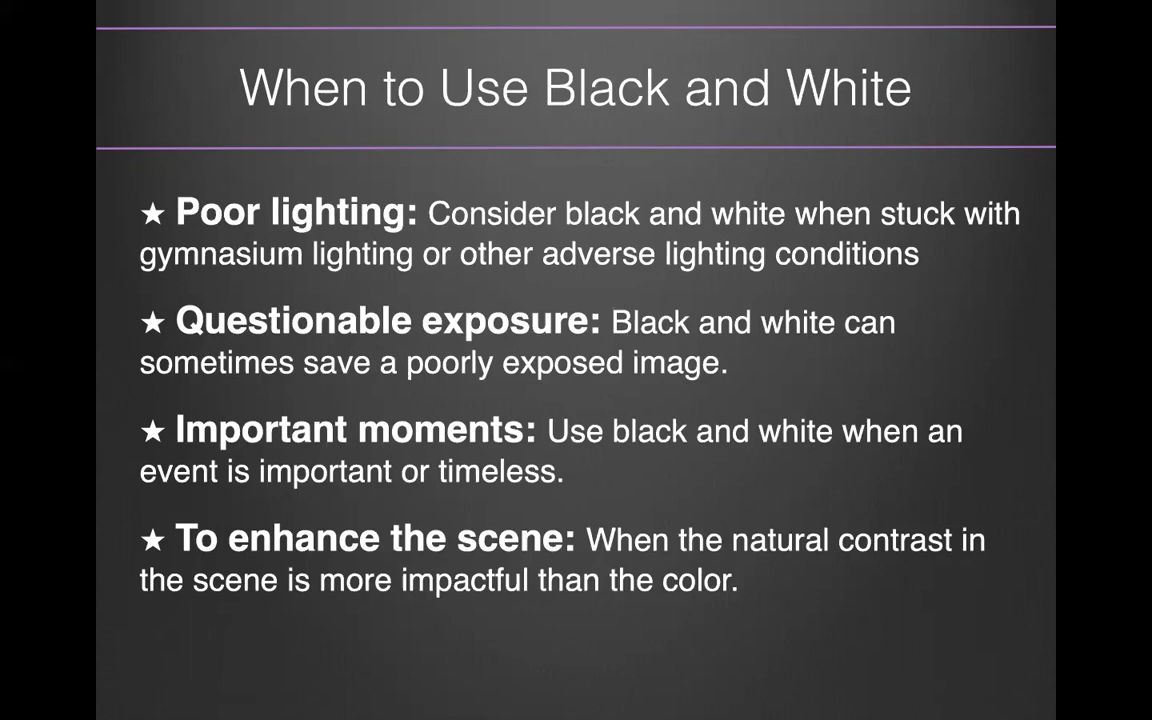 When to Use Black and White
★ Poor lighting: Consider black and white when stuck with
gymnasium lighting or other adverse lighting conditions
★ Questionable exposure: Black and white can
sometimes save a poorly exposed image.
★ Important moments: Use black and white when an
event is important or timeless.
★ To enhance the scene: When the natural contrast in
the scene is more impactful than the color.